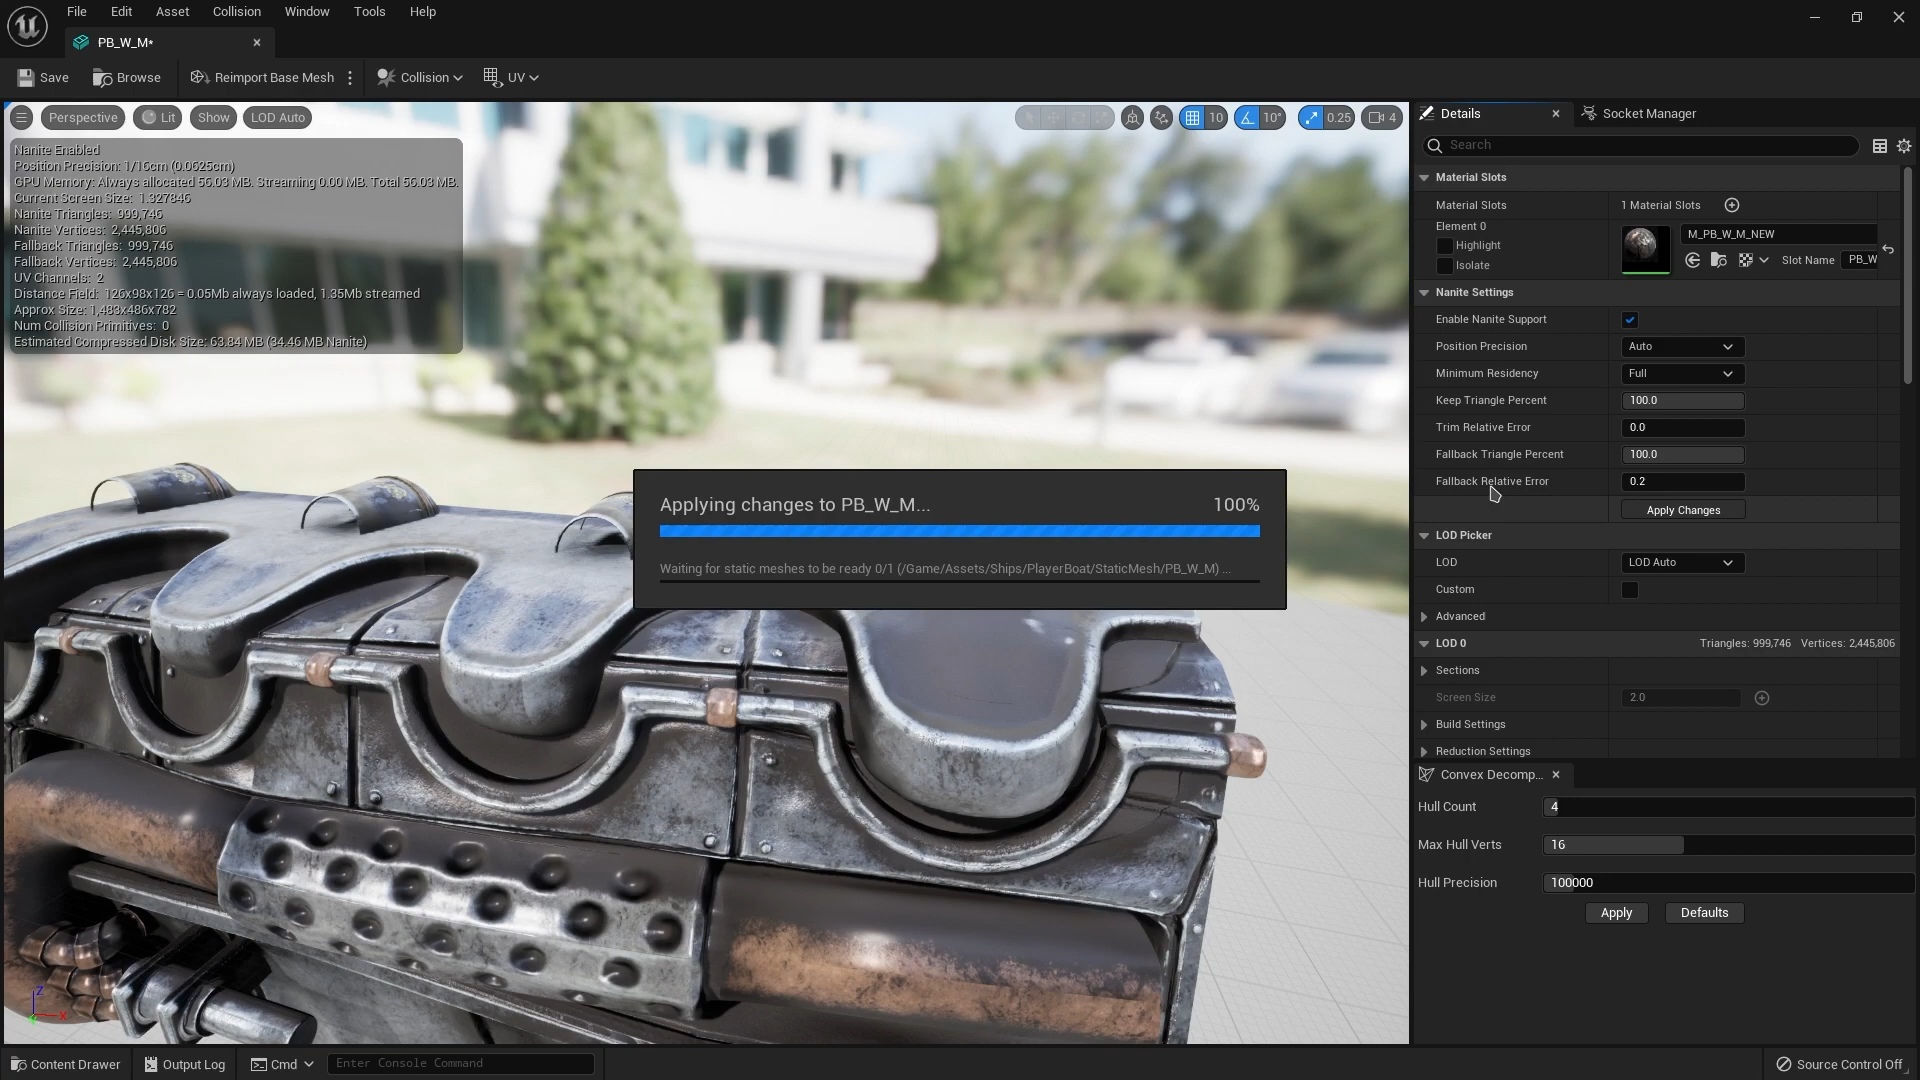 File Edit Asset Collision Window Tools Help
PB_W_M*
Save Browse Reimport Base Mesh Collision UV
Perspective Lit Show LOD Auto 10 10° 0.25 4
Nanite Enabled
Position Precision: 1/16cm (0.0625cm)
GPU Memory: Always allocated 56.03 MB. Streaming 0.00 MB. Total 56.03 MB.
Current Screen Size: 1.327846
Nanite Triangles: 999,746
Nanite Vertices: 2,445,806
Fallback Triangles: 999,746
Fallback Vertices: 2,445,806
UV Channels: 2
Distance Field: 126x98x126 = 0.05Mb always loaded, 1.35Mb streamed
Approx Size: 1,483x486x782
Num Collision Primitives: 0
Estimated Compressed Disk Size: 63.84 MB (34.46 MB Nanite)
Applying changes to PB_W_M... 100%
Waiting for static meshes to be ready 0/1 (/Game/Assets/Ships/PlayerBoat/StaticMesh/PB_W_M) ...
Z
X
Details Socket Manager
Search
Material Slots
Material Slots 1 Material Slots
Element 0
Highlight
Isolate
M_PB_W_M_NEW
Slot Name PB_W
Nanite Settings
Enable Nanite Support
Position Precision Auto
Minimum Residency Full
Keep Triangle Percent 100.0
Trim Relative Error 0.0
Fallback Triangle Percent 100.0
Fallback Relative Error 0.2
Apply Changes
LOD Picker
LOD LOD Auto
Custom
Advanced
LOD 0 Triangles: 999,746 Vertices: 2,445,806
Sections
Screen Size 2.0
Build Settings
Reduction Settings
Convex Decomp...
Hull Count 4
Max Hull Verts 16
Hull Precision 100000
Apply Defaults
Content Drawer Output Log Cmd Enter Console Command Source Control Off